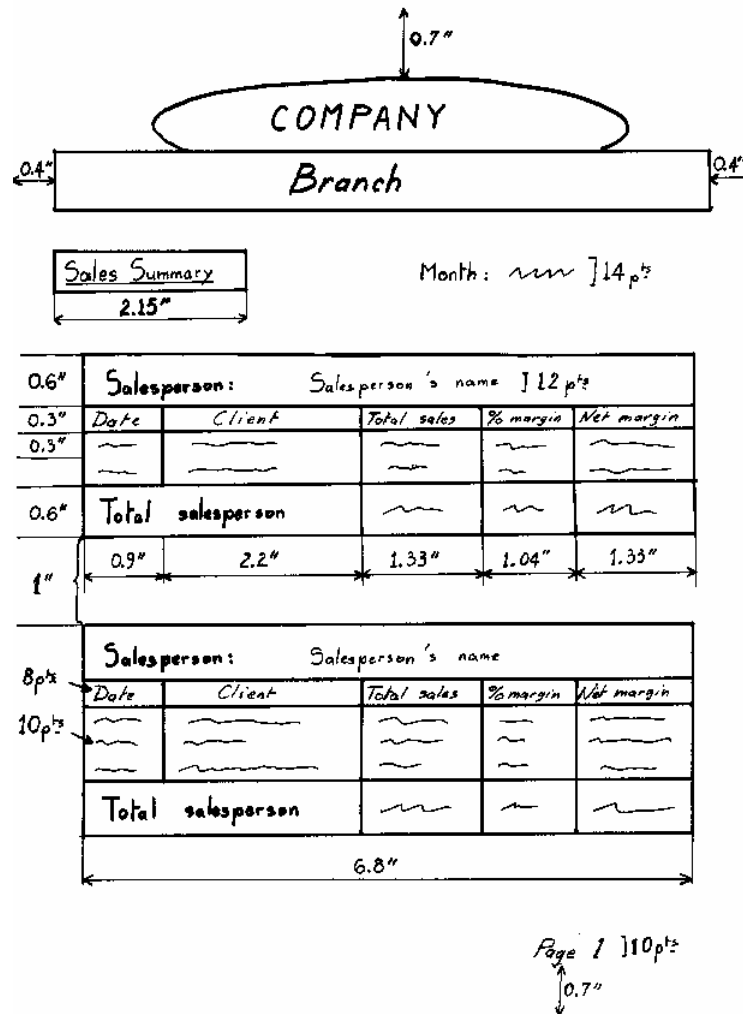 0.7"
COMPANY
0.4" Branch 0.4"
Sales Summary Month: ]14 pts
2.15"
0.6" Salesperson: Salesperson's name ]12 pts
0.3" Date Client Total sales % margin Net margin
0.3"
0.6" Total salesperson
0.9" 2.2" 1.33" 1.04" 1.33"
1"
Salesperson: Salesperson's name
8pts Date Client Total sales % margin Net margin
10pts
Total salesperson
6.8"
Page 1 ]10pts
0.7"